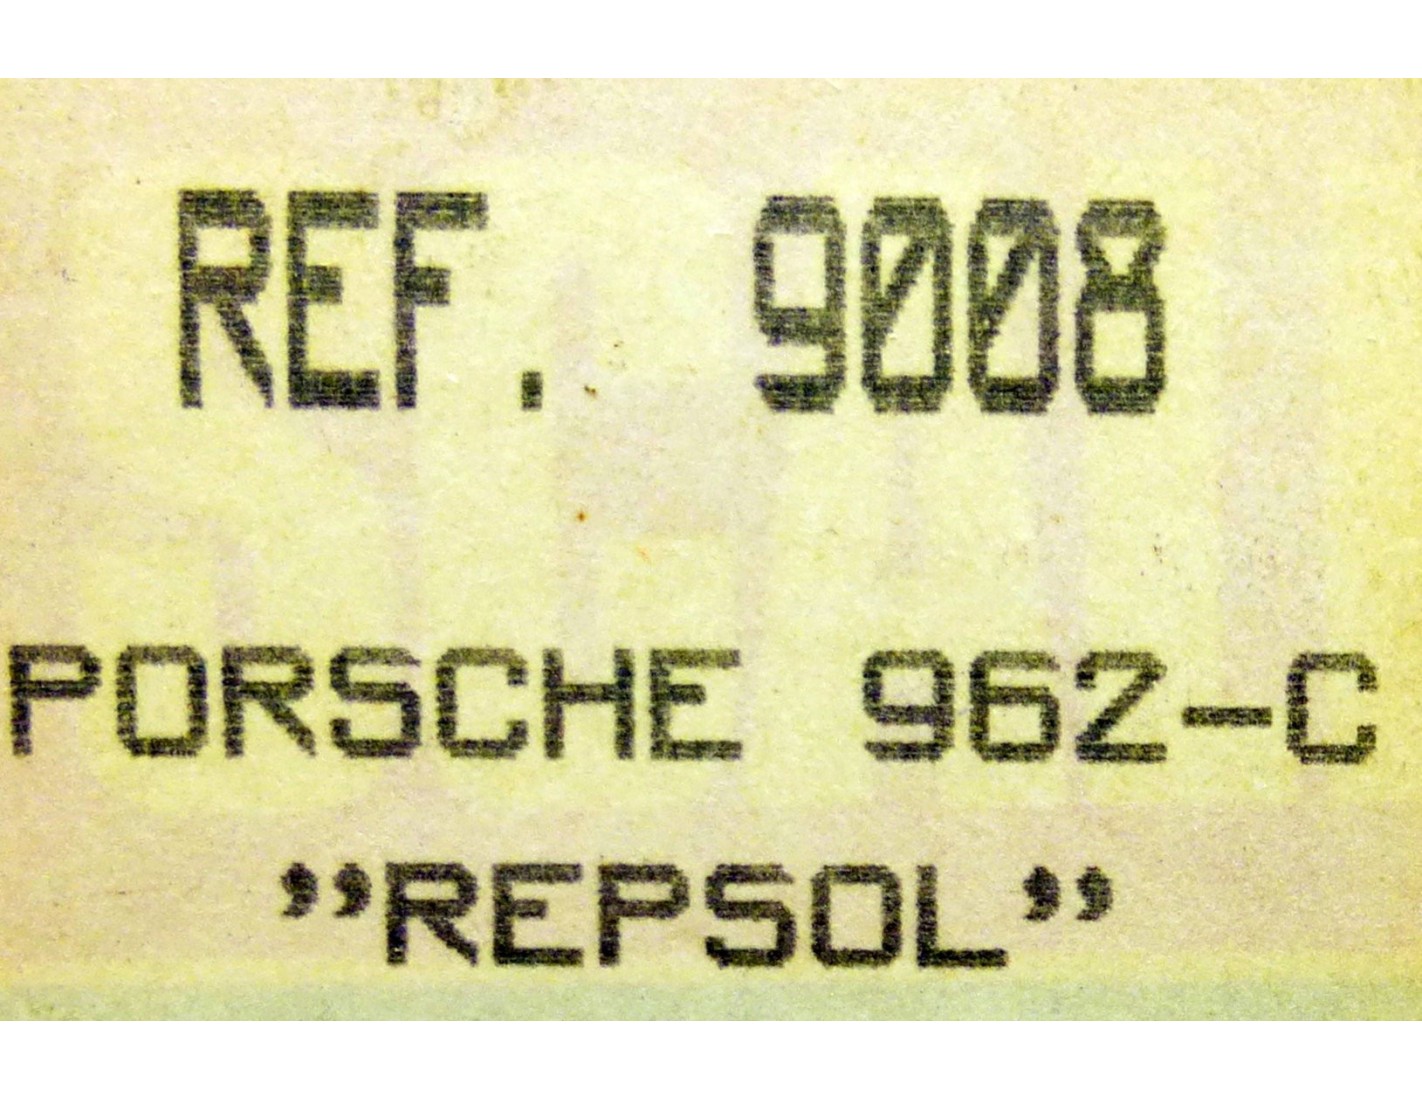 REF. 9008
PORSCHE 962-C
”REPSOL”